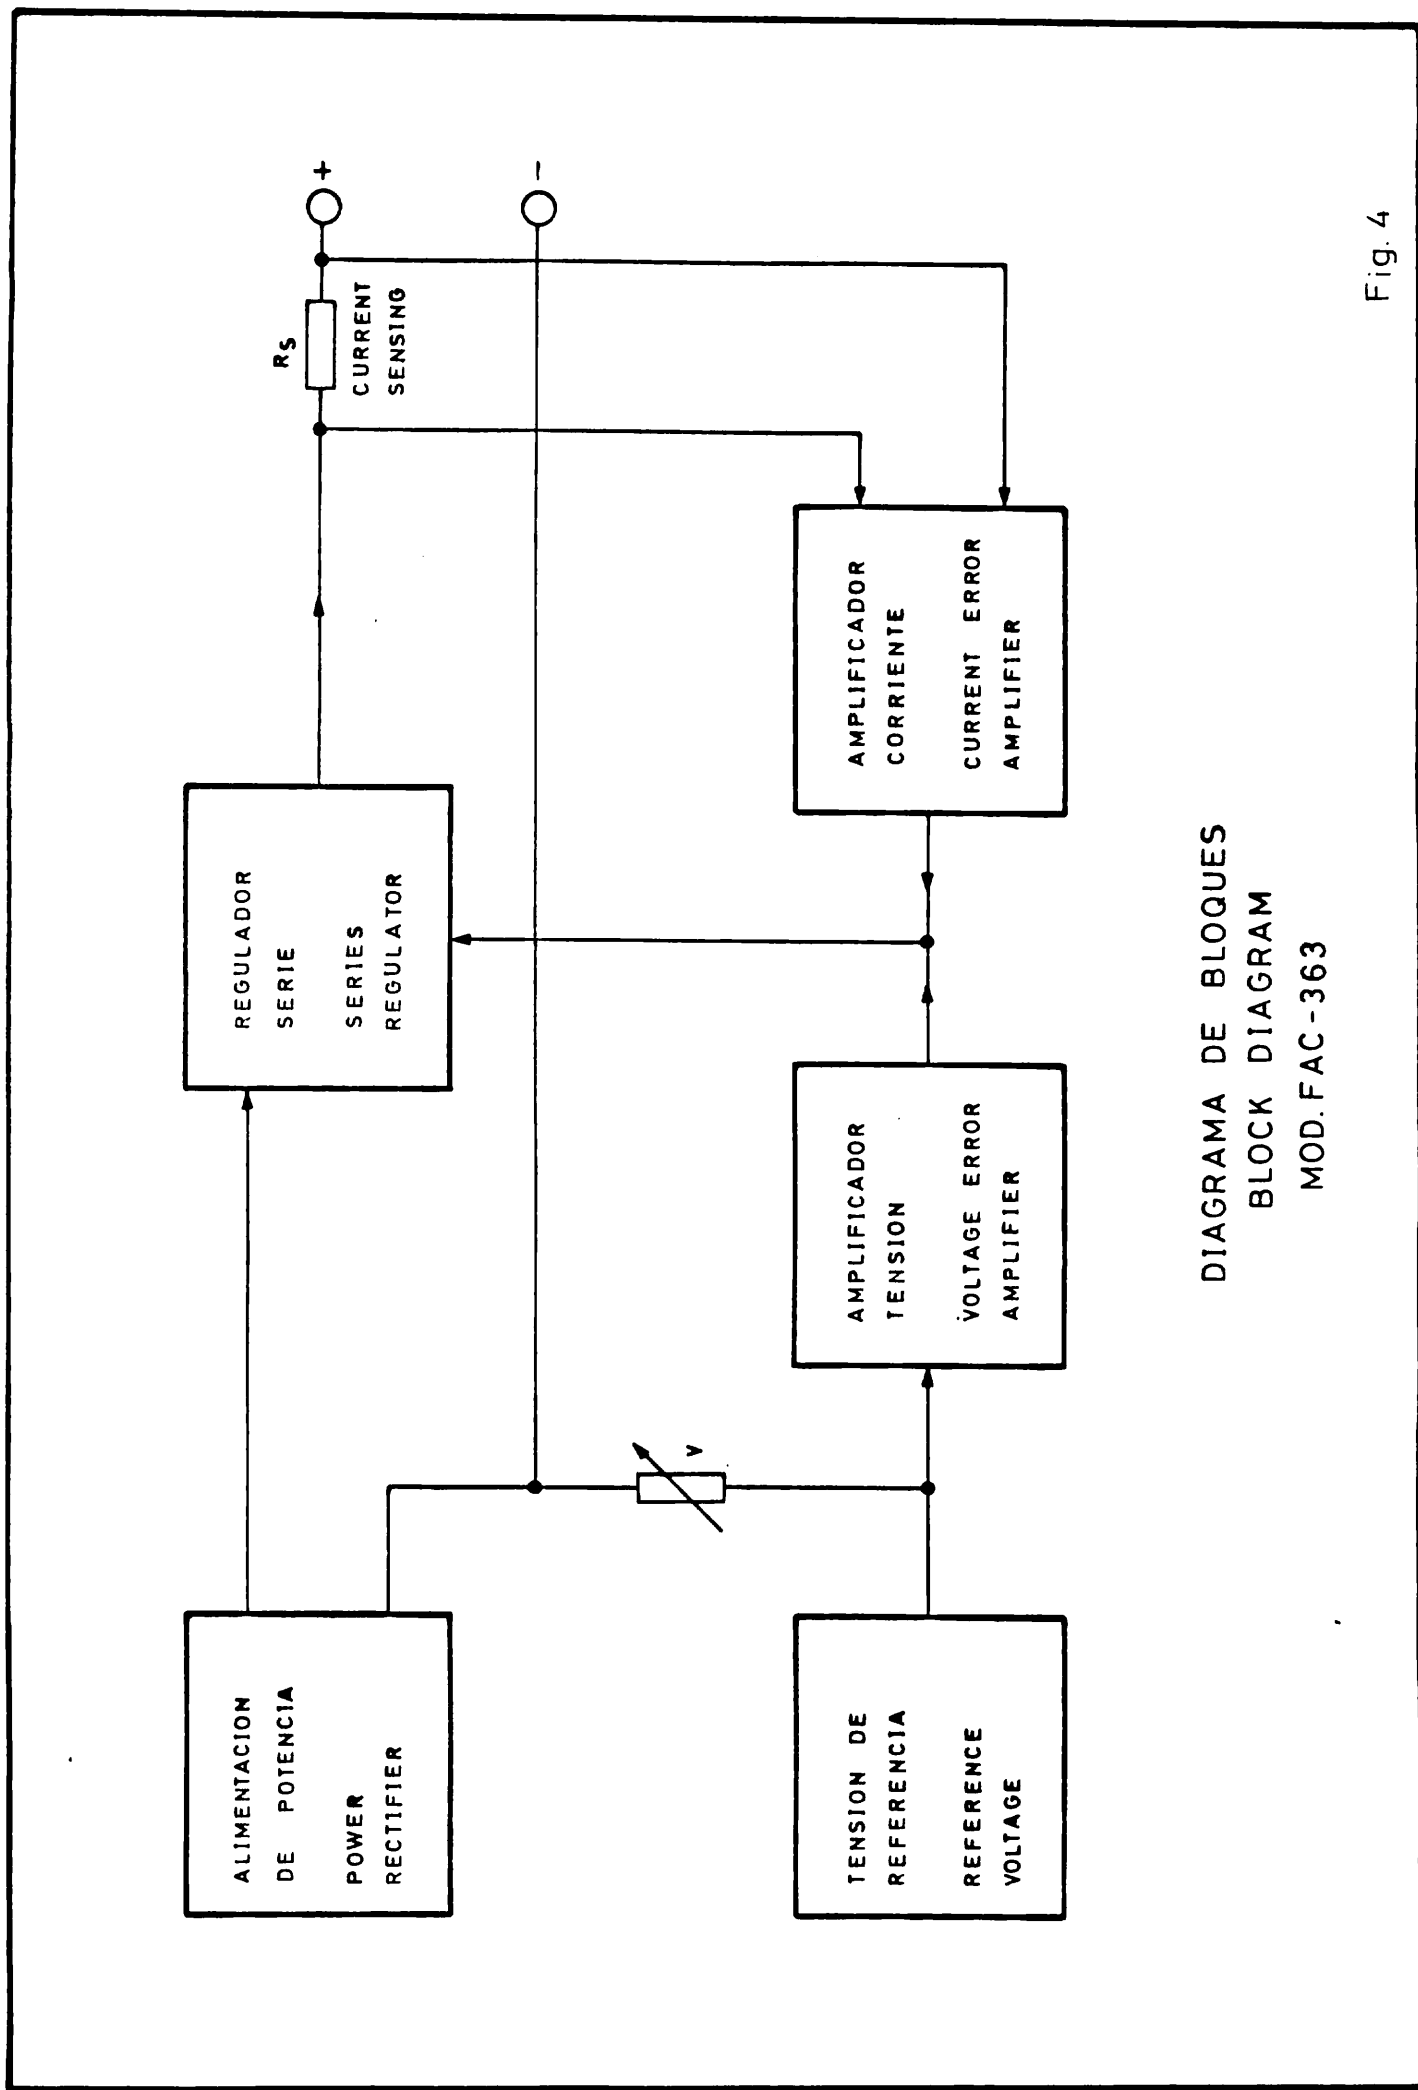 ALIMENTACION
DE POTENCIA
POWER
RECTIFIER
REGULADOR
SERIE
SERIES
REGULATOR
RS
CURRENT
SENSING
+
-
V
TENSION DE
REFERENCIA
REFERENCE
VOLTAGE
AMPLIFICADOR
TENSION
VOLTAGE ERROR
AMPLIFIER
AMPLIFICADOR
CORRIENTE
CURRENT ERROR
AMPLIFIER
DIAGRAMA DE BLOQUES
BLOCK DIAGRAM
MOD. FAC-363
Fig. 4